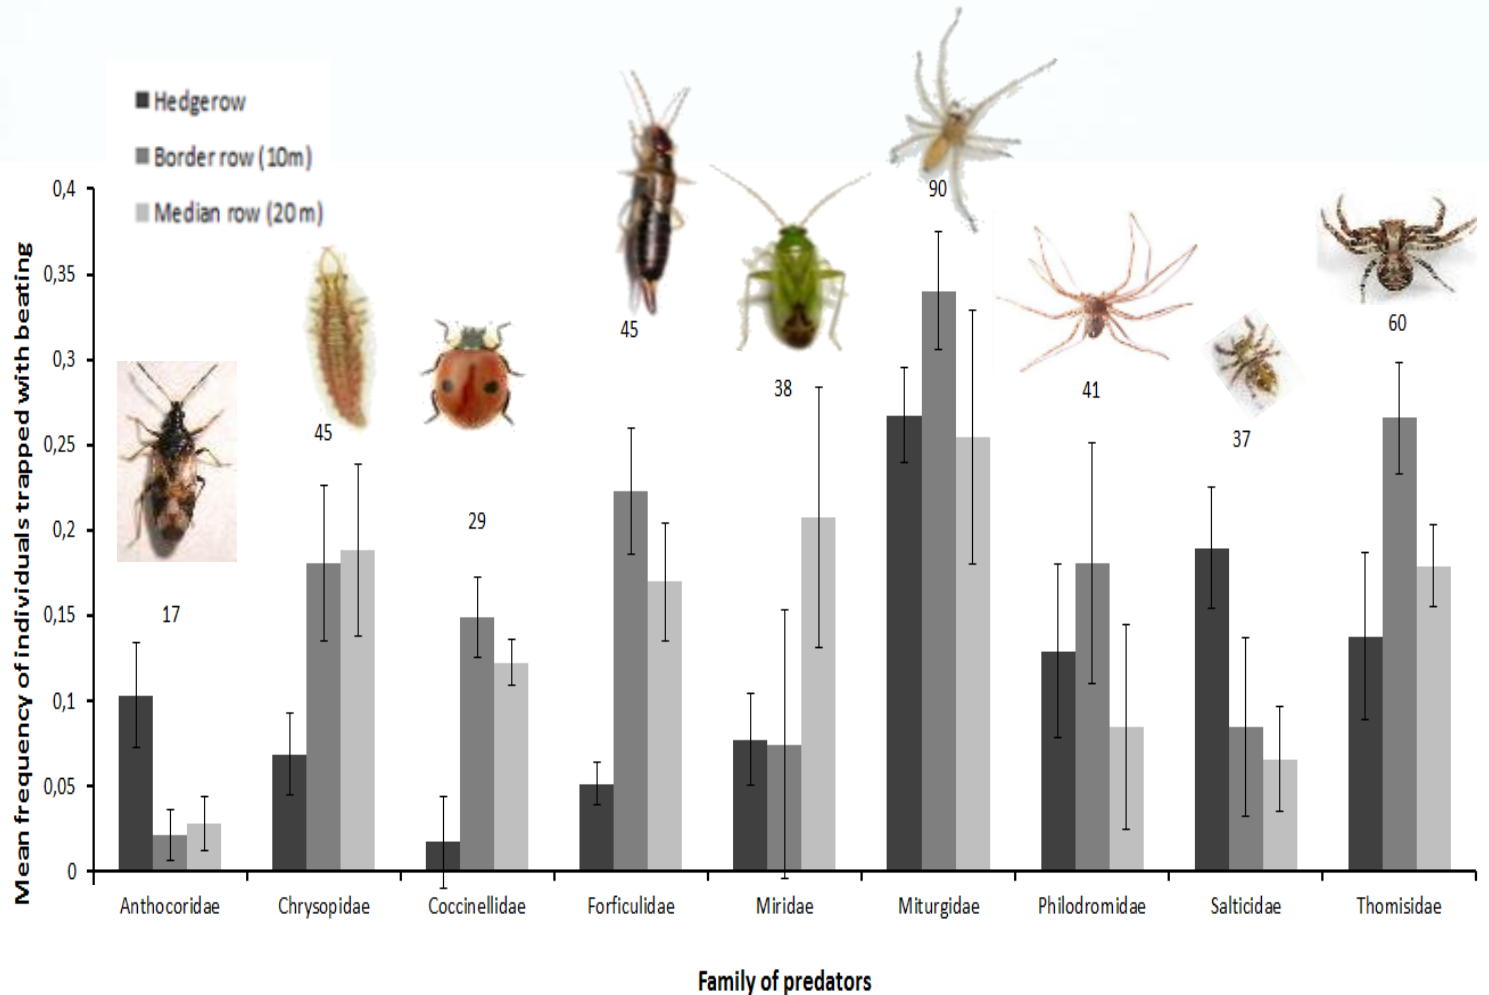 Hedgerow
Border row (10m)
Median row (20 m)
Mean frequency of individuals trapped with beating
0,4
0,35
0,3
0,25
0,2
0,15
0,1
0,05
0
17
45
29
45
38
90
41
37
60
Anthocoridae
Chrysopidae
Coccinellidae
Forficulidae
Miridae
Miturgidae
Philodromidae
Salticidae
Thomisidae
Family of predators